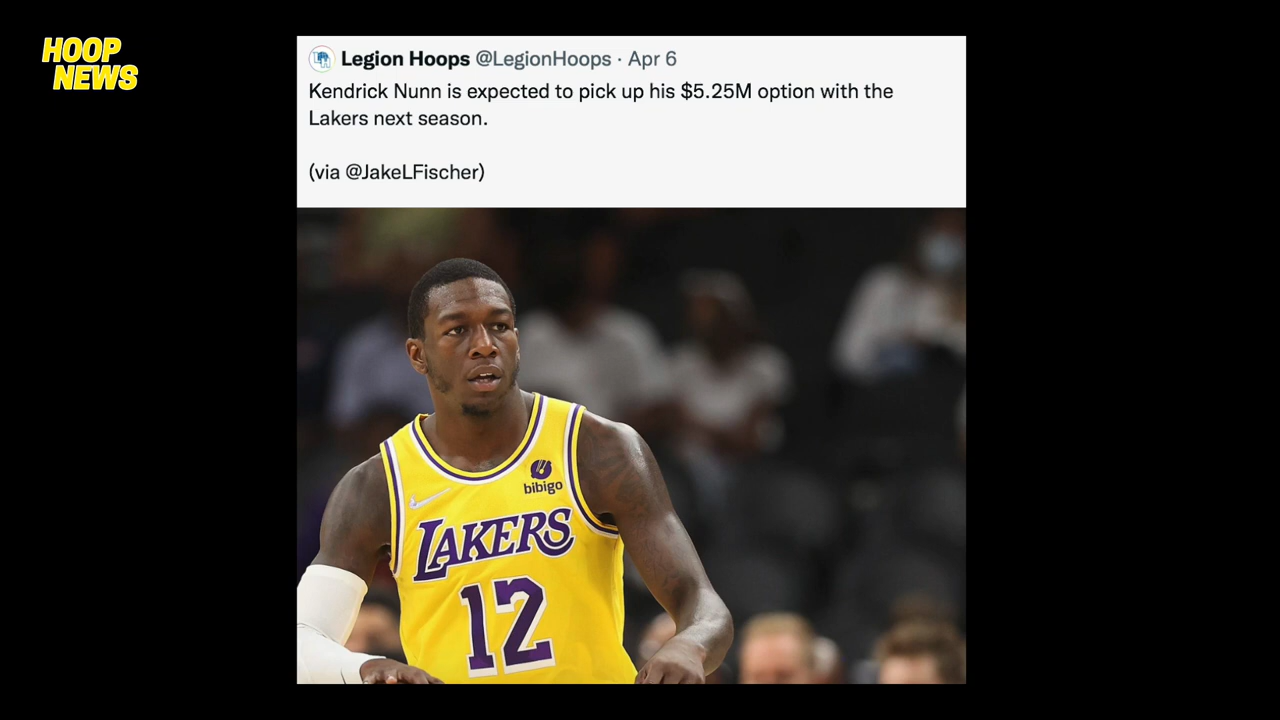 HOOP
NEWS
Legion Hoops @LegionHoops · Apr 6
Kendrick Nunn is expected to pick up his $5.25M option with the
Lakers next season.
(via @JakeLFischer)
bibigo
LAKERS
12